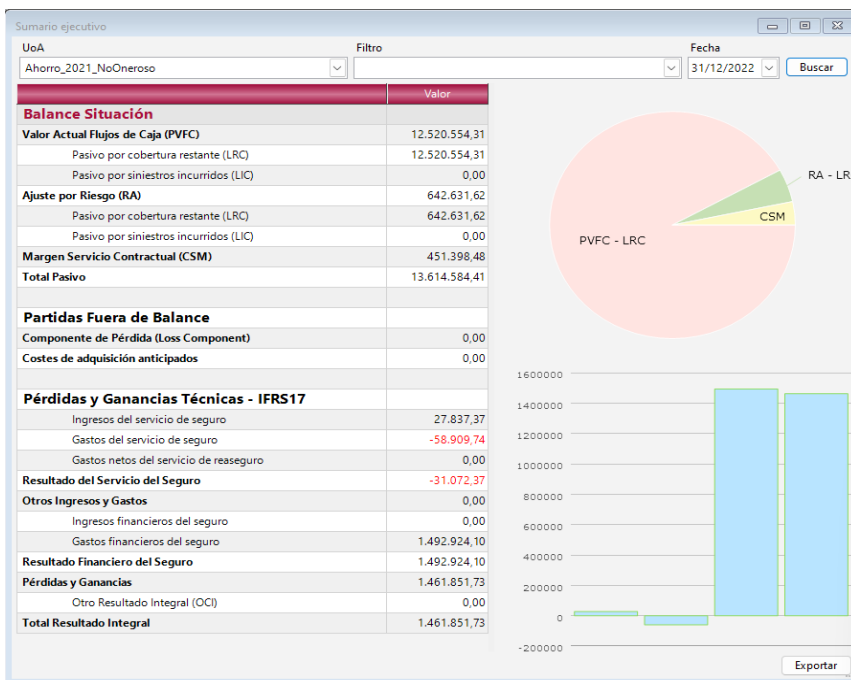 Sumario ejecutivo
UoA Filtro Fecha
Ahorro_2021_NoOneroso 31/12/2022 Buscar
Valor
Balance Situación
Valor Actual Flujos de Caja (PVFC) 12.520.554,31
Pasivo por cobertura restante (LRC) 12.520.554,31
Pasivo por siniestros incurridos (LIC) 0,00
Ajuste por Riesgo (RA) 642.631,62
Pasivo por cobertura restante (LRC) 642.631,62
Pasivo por siniestros incurridos (LIC) 0,00
Margen Servicio Contractual (CSM) 451.398,48
Total Pasivo 13.614.584,41
Partidas Fuera de Balance
Componente de Pérdida (Loss Component) 0,00
Costes de adquisición anticipados 0,00
Pérdidas y Ganancias Técnicas - IFRS17
Ingresos del servicio de seguro 27.837,37
Gastos del servicio de seguro -58.909,74
Gastos netos del servicio de reaseguro 0,00
Resultado del Servicio del Seguro -31.072,37
Otros Ingresos y Gastos 0,00
Ingresos financieros del seguro 0,00
Gastos financieros del seguro 1.492.924,10
Resultado Financiero del Seguro 1.492.924,10
Pérdidas y Ganancias 1.461.851,73
Otro Resultado Integral (OCI) 0,00
Total Resultado Integral 1.461.851,73
RA - LR
CSM
PVFC - LRC
1600000
1400000
1200000
1000000
800000
600000
400000
200000
0
-200000
Exportar